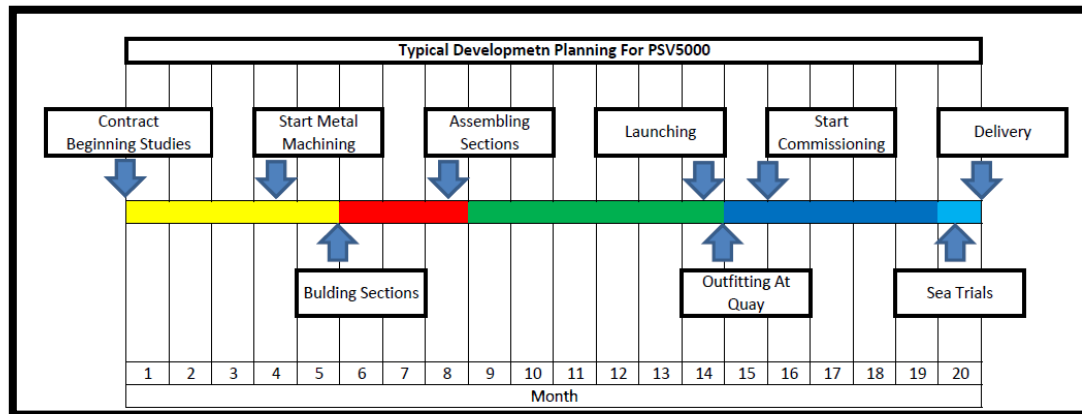 Typical Developmetn Planning For PSV5000
Contract
Beginning Studies
Start Metal
Machining
Assembling
Sections
Launching
Start
Commissioning
Delivery
Bulding Sections
Outfitting At
Quay
Sea Trials
1 2 3 4 5 6 7 8 9 10 11 12 13 14 15 16 17 18 19 20
Month